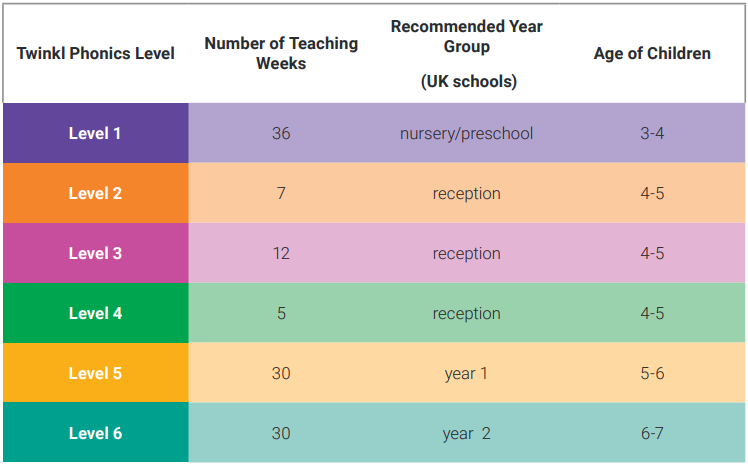 Twinkl Phonics Level
Number of Teaching
Weeks
Recommended Year
Group
(UK schools)
Age of Children
Level 1 36 nursery/preschool 3-4
Level 2 7 reception 4-5
Level 3 12 reception 4-5
Level 4 5 reception 4-5
Level 5 30 year 1 5-6
Level 6 30 year 2 6-7